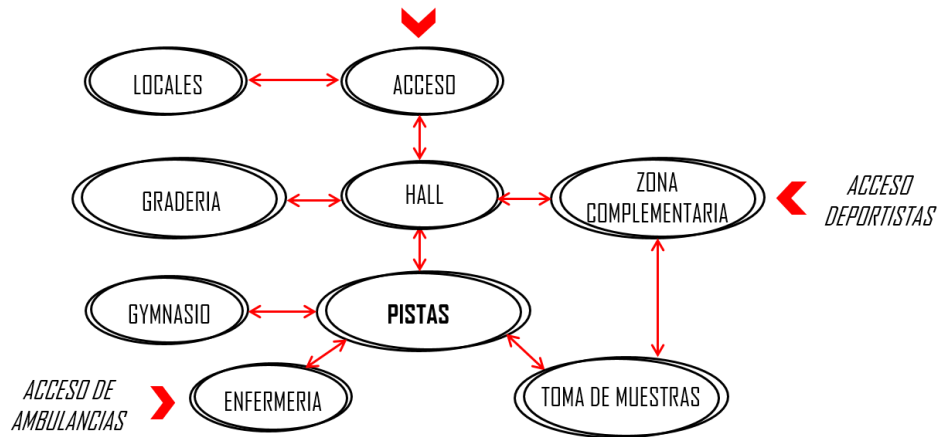 LOCALES
ACCESO
GRADERIA
HALL
ZONA
COMPLEMENTARIA
ACCESO
DEPORTISTAS
GYMNASIO
PISTAS
ACCESO DE
AMBULANCIAS
ENFERMERIA
TOMA DE MUESTRAS